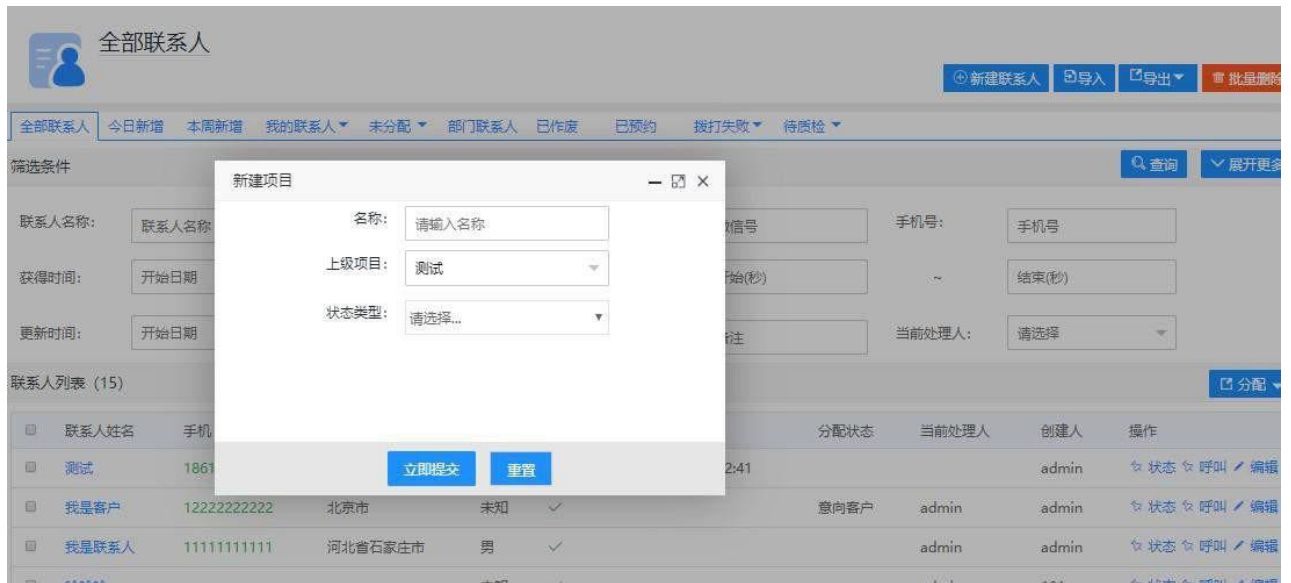 全部联系人
新建联系人 导入 导出 批量删除
全部联系人 今日新增 本周新增 我的联系人 未分配 部门联系人 已作废 已预约 拨打失败 待质检
筛选条件 查询 展开更多
新建项目
联系人名称: 联系人名称 信号 手机号: 手机号
名称: 请输入名称
获得时间: 开始日期 始(秒) ~ 结束(秒)
上级项目: 测试
更新时间: 开始日期 注 当前处理人: 请选择
状态类型: 请选择...
联系人列表 (15) 分配
联系人姓名 手机 分配状态 当前处理人 创建人 操作
立即提交 重置
测试 1861 2:41 admin 状态 呼叫 编辑
我是客户 12222222222 北京市 未知 意向客户 admin admin 状态 呼叫 编辑
我是联系人 11111111111 河北省石家庄市 男 admin admin 状态 呼叫 编辑